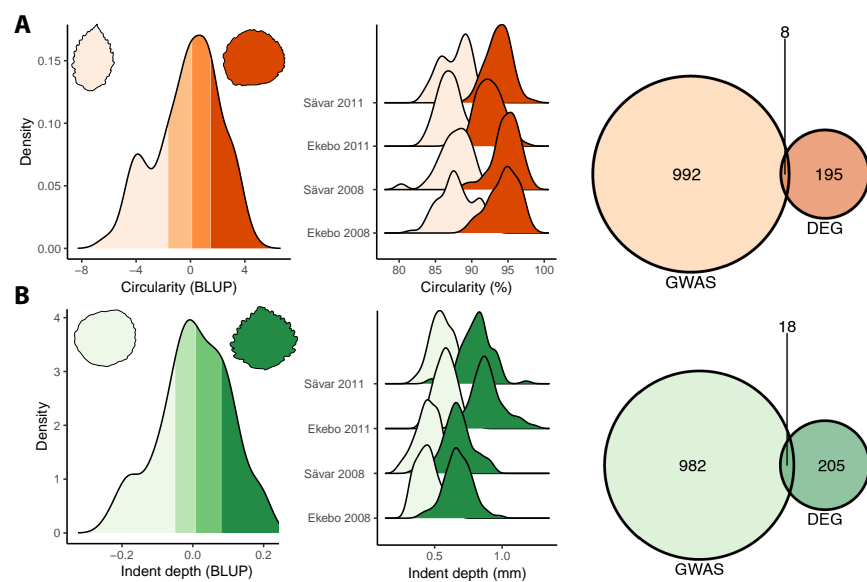 A
Density
0.15
0.10
0.05
0.00
−8
−4
0
4
Circularity (BLUP)
Sävar 2011
Ekebo 2011
Sävar 2008
Ekebo 2008
80
85
90
95
100
Circularity (%)
8
992
195
DEG
GWAS
B
Density
4
3
2
1
0
−0.2
0.0
0.2
Indent depth (BLUP)
Sävar 2011
Ekebo 2011
Sävar 2008
Ekebo 2008
0.5
1.0
Indent depth (mm)
18
982
205
DEG
GWAS